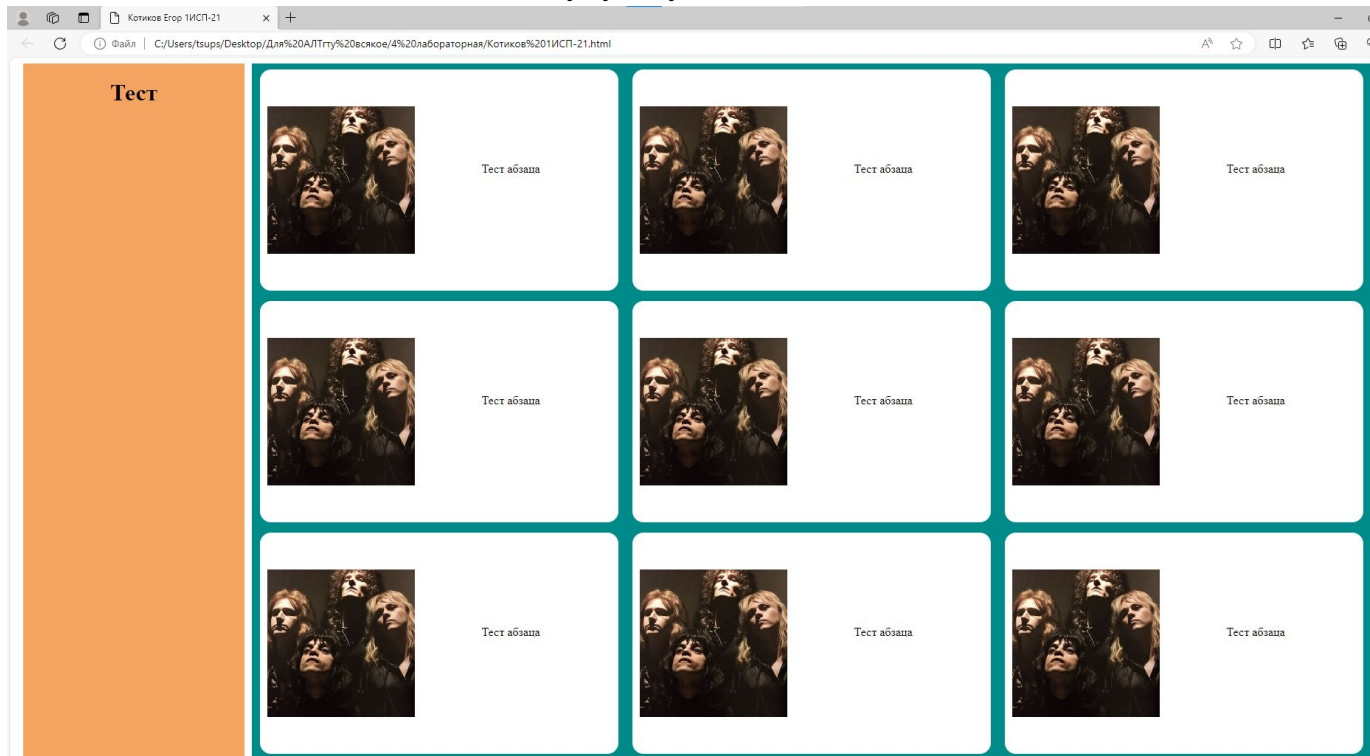 Котиков Егор 1ИСП-21
Файл | C:/Users/tsups/Desktop/Для%20АЛТгту%20всякое/4%20лабораторная/Котиков%201ИСП-21.html
Тест
Тест абзаца
Тест абзаца
Тест абзаца
Тест абзаца
Тест абзаца
Тест абзаца
Тест абзаца
Тест абзаца
Тест абзаца